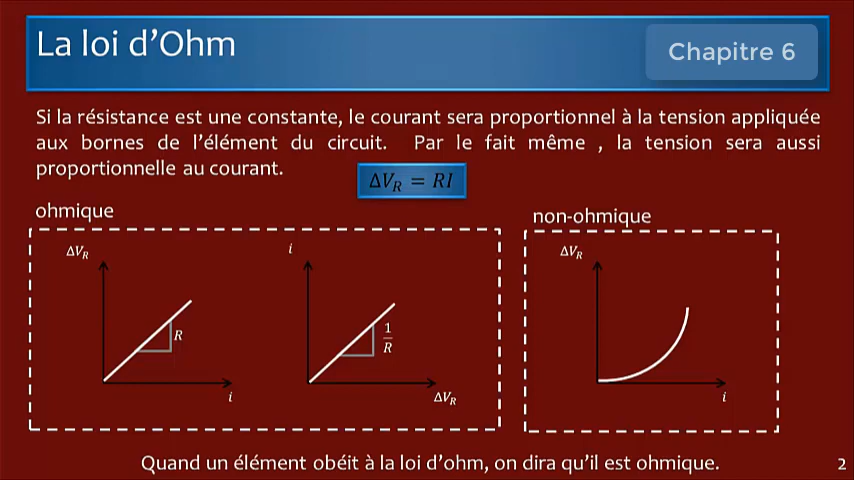 La loi d'Ohm
Chapitre 6
Si la résistance est une constante, le courant sera proportionnel à la tension appliquée
aux bornes de l'élément du circuit. Par le fait même , la tension sera aussi
proportionnelle au courant.
ΔV_R = RI
ohmique
non-ohmique
ΔV_R
R
i
i
1/R
ΔV_R
ΔV_R
i
Quand un élément obéit à la loi d'ohm, on dira qu'il est ohmique.
2